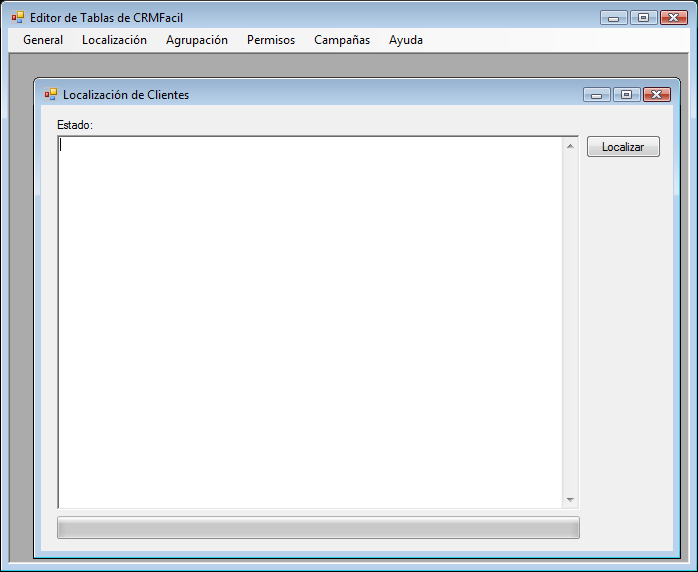 Editor de Tablas de CRMFacil
General Localización Agrupación Permisos Campañas Ayuda
Localización de Clientes
Estado:
Localizar